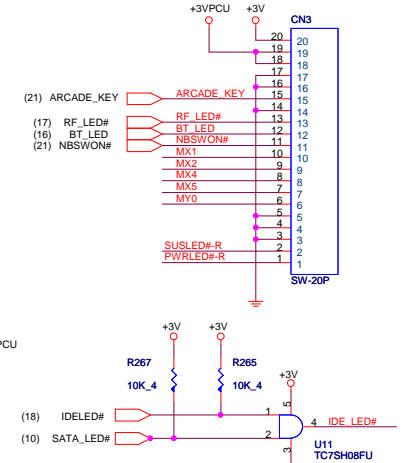 +3VPCU +3V
CN3
20 20
19 19
18 18
17 17
16 16
(21) ARCADE_KEY ARCADE_KEY 15 15
14 14
(17) RF_LED# RF_LED# 13 13
(16) BT_LED BT_LED 12 12
(21) NBSWON# NBSWON# 11 11
MX1 10 10
MX2 9 9
MX4 8 8
MX5 7 7
MY0 6 6
5 5
4 4
3 3
SUSLED#-R 2 2
PWRLED#-R 1 1
SW-20P
+3V +3V
PCU
R267 R265 +3V
10K_4 10K_4
5
(18) IDELED# 1
4 IDE_LED#
(10) SATA_LED# 2
U11
3 TC7SH08FU